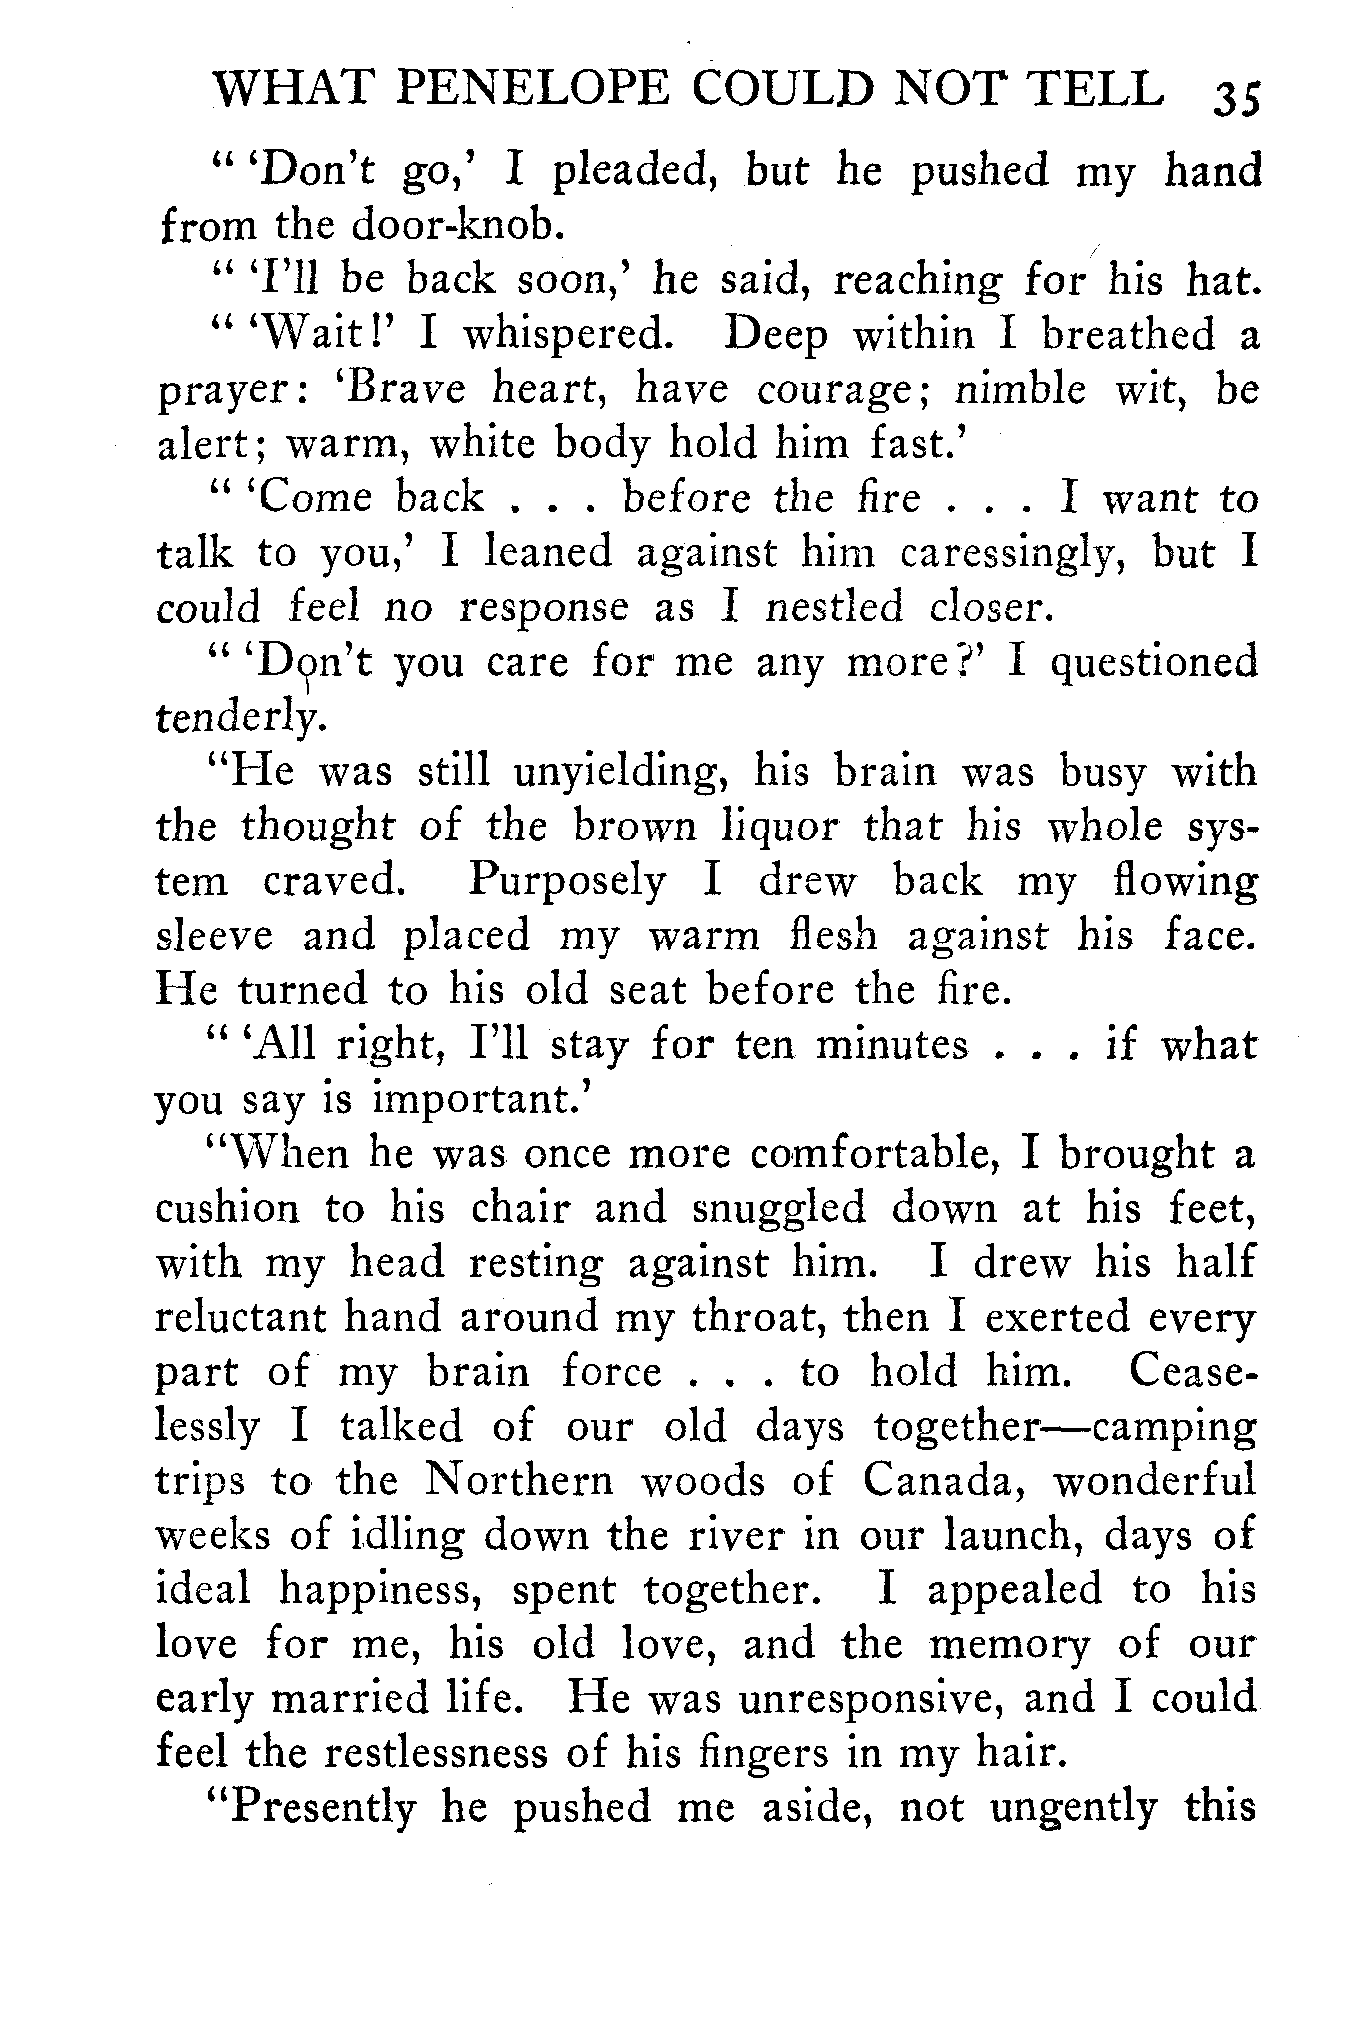 WHAT PENELOPE COULD NOT TELL 35
“ ‘Don’t go,’ I pleaded, but he pushed my hand
from the door-knob.
“ ‘I’ll be back soon,’ he said, reaching for his hat.
“ ‘Wait!’ I whispered. Deep within I breathed a
prayer: ‘Brave heart, have courage; nimble wit, be
alert; warm, white body hold him fast.’
“ ‘Come back . . . before the fire . . . I want to
talk to you,’ I leaned against him caressingly, but I
could feel no response as I nestled closer.
“ ‘Don’t you care for me any more?’ I questioned
tenderly.
“He was still unyielding, his brain was busy with
the thought of the brown liquor that his whole sys-
tem craved. Purposely I drew back my flowing
sleeve and placed my warm flesh against his face.
He turned to his old seat before the fire.
“ ‘All right, I’ll stay for ten minutes . . . if what
you say is important.’
“When he was once more comfortable, I brought a
cushion to his chair and snuggled down at his feet,
with my head resting against him. I drew his half
reluctant hand around my throat, then I exerted every
part of my brain force . . . to hold him. Cease-
lessly I talked of our old days together—camping
trips to the Northern woods of Canada, wonderful
weeks of idling down the river in our launch, days of
ideal happiness, spent together. I appealed to his
love for me, his old love, and the memory of our
early married life. He was unresponsive, and I could
feel the restlessness of his fingers in my hair.
“Presently he pushed me aside, not ungently this